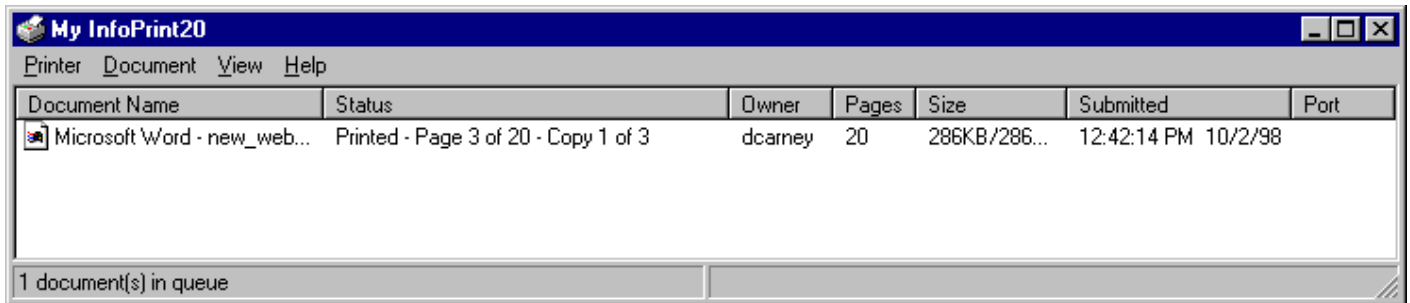 My InfoPrint20
Printer Document View Help
Document Name Status Owner Pages Size Submitted Port
Microsoft Word - new_web... Printed - Page 3 of 20 - Copy 1 of 3 dcarney 20 286KB/286... 12:42:14 PM 10/2/98
1 document(s) in queue